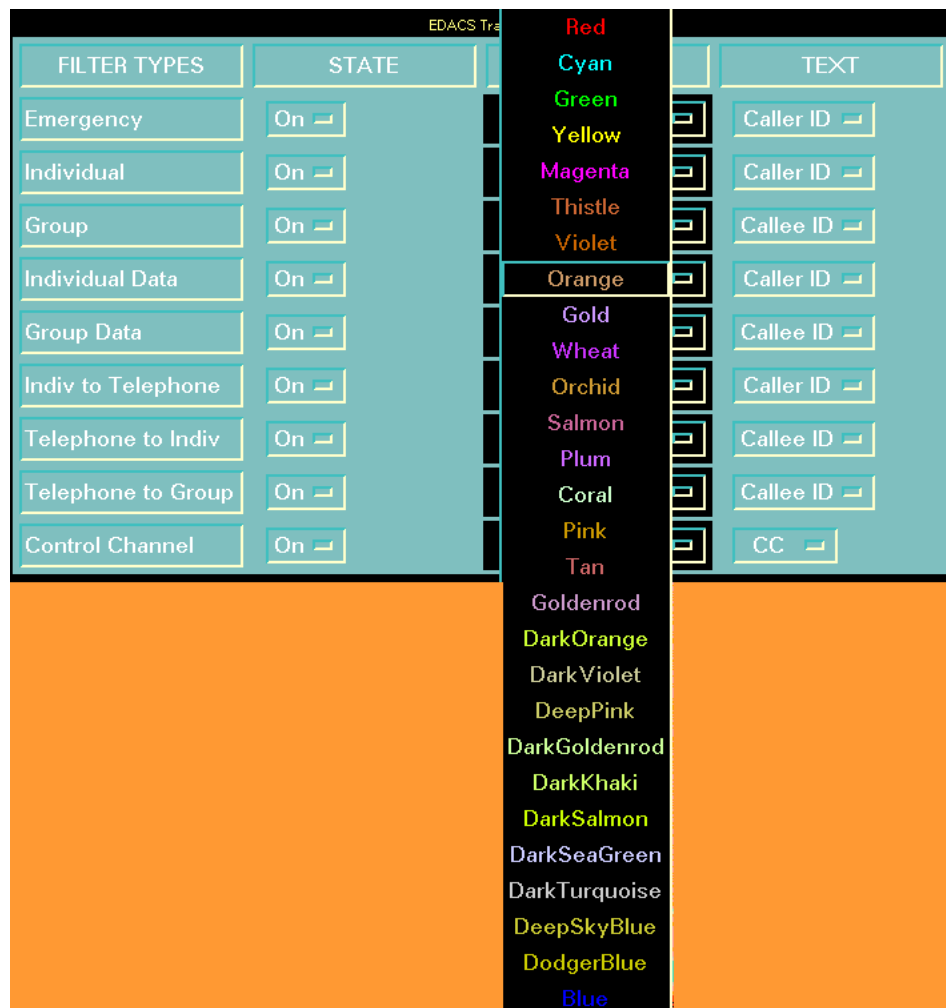 EDACS Tra
FILTER TYPES STATE TEXT
Emergency On Caller ID
Individual On Caller ID
Group On Callee ID
Individual Data On Caller ID
Group Data On Callee ID
Indiv to Telephone On Caller ID
Telephone to Indiv On Callee ID
Telephone to Group On Callee ID
Control Channel On CC
Red
Cyan
Green
Yellow
Magenta
Thistle
Violet
Orange
Gold
Wheat
Orchid
Salmon
Plum
Coral
Pink
Tan
Goldenrod
DarkOrange
DarkViolet
DeepPink
DarkGoldenrod
DarkKhaki
DarkSalmon
DarkSeaGreen
DarkTurquoise
DeepSkyBlue
DodgerBlue
Blue